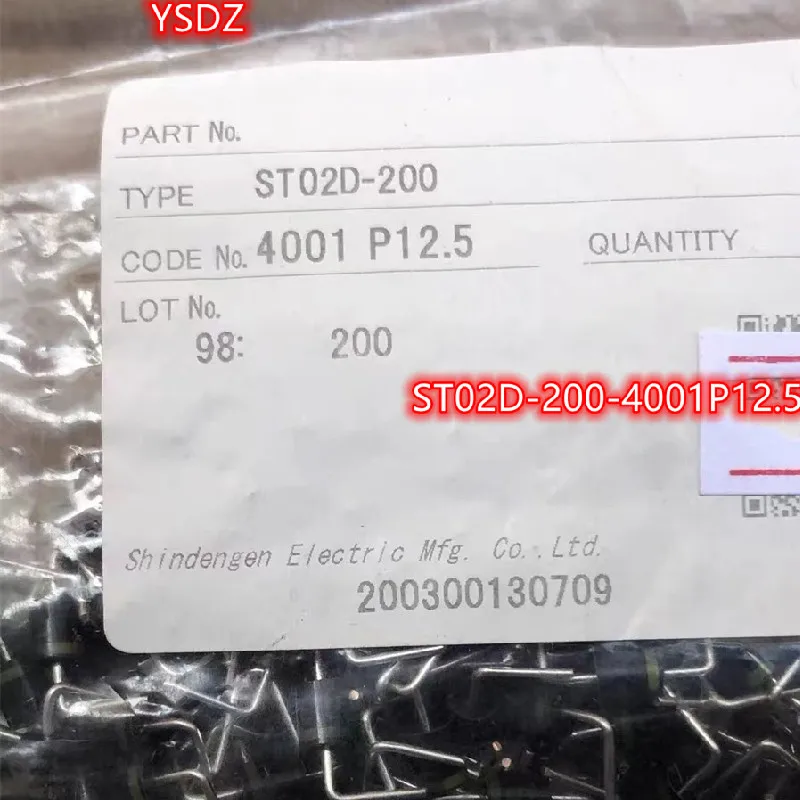 YSDZ
PART No.
TYPE ST02D-200
CODE No. 4001 P12.5 QUANTITY
LOT No.
98: 200
ST02D-200-4001P12.5
Shindengen Electric Mfg. Co.,Ltd.
200300130709